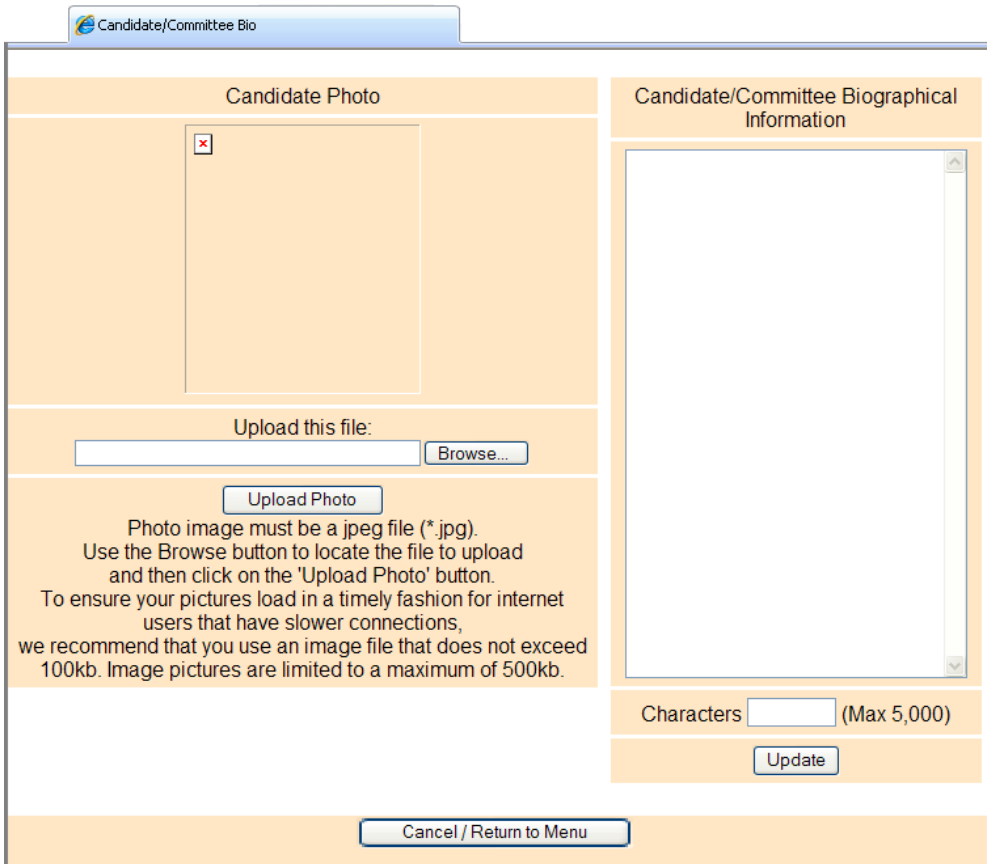 Candidate/Committee Bio
Candidate Photo
Upload this file:
Browse...
Upload Photo
Photo image must be a jpeg file (*.jpg).
Use the Browse button to locate the file to upload
and then click on the 'Upload Photo' button.
To ensure your pictures load in a timely fashion for internet
users that have slower connections,
we recommend that you use an image file that does not exceed
100kb. Image pictures are limited to a maximum of 500kb.
Candidate/Committee Biographical
Information
Characters (Max 5,000)
Update
Cancel / Return to Menu